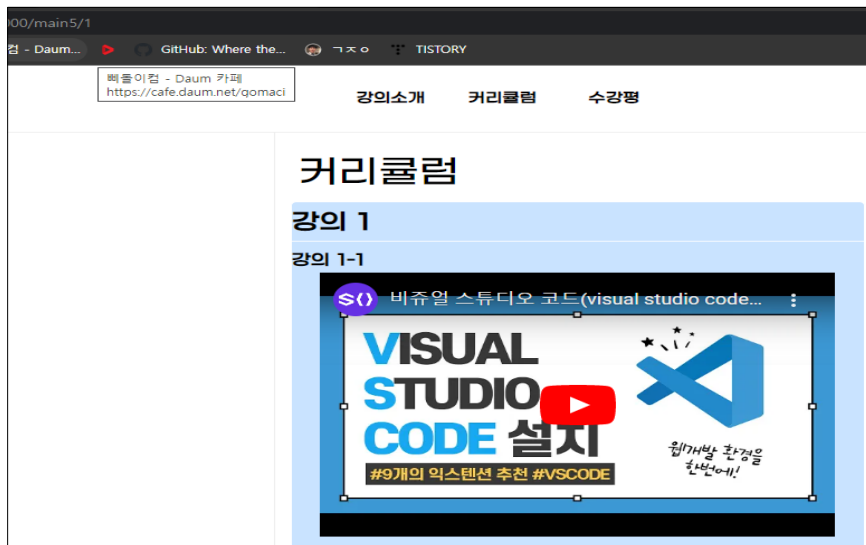 000/main5/1
컴 - Daum...
GitHub: Where the...
ㄱㅈㅇ
TISTORY
삐돌이컴 - Daum 카페
https://cafe.daum.net/qomaci
강의소개
커리큘럼
수강평
커리큘럼
강의 1
강의 1-1
비쥬얼 스튜디오 코드(visual studio code...
VISUAL
STUDIO
CODE 설치
#9개의 익스텐션 추천 #VSCODE
웹개발 환경을
한번에!